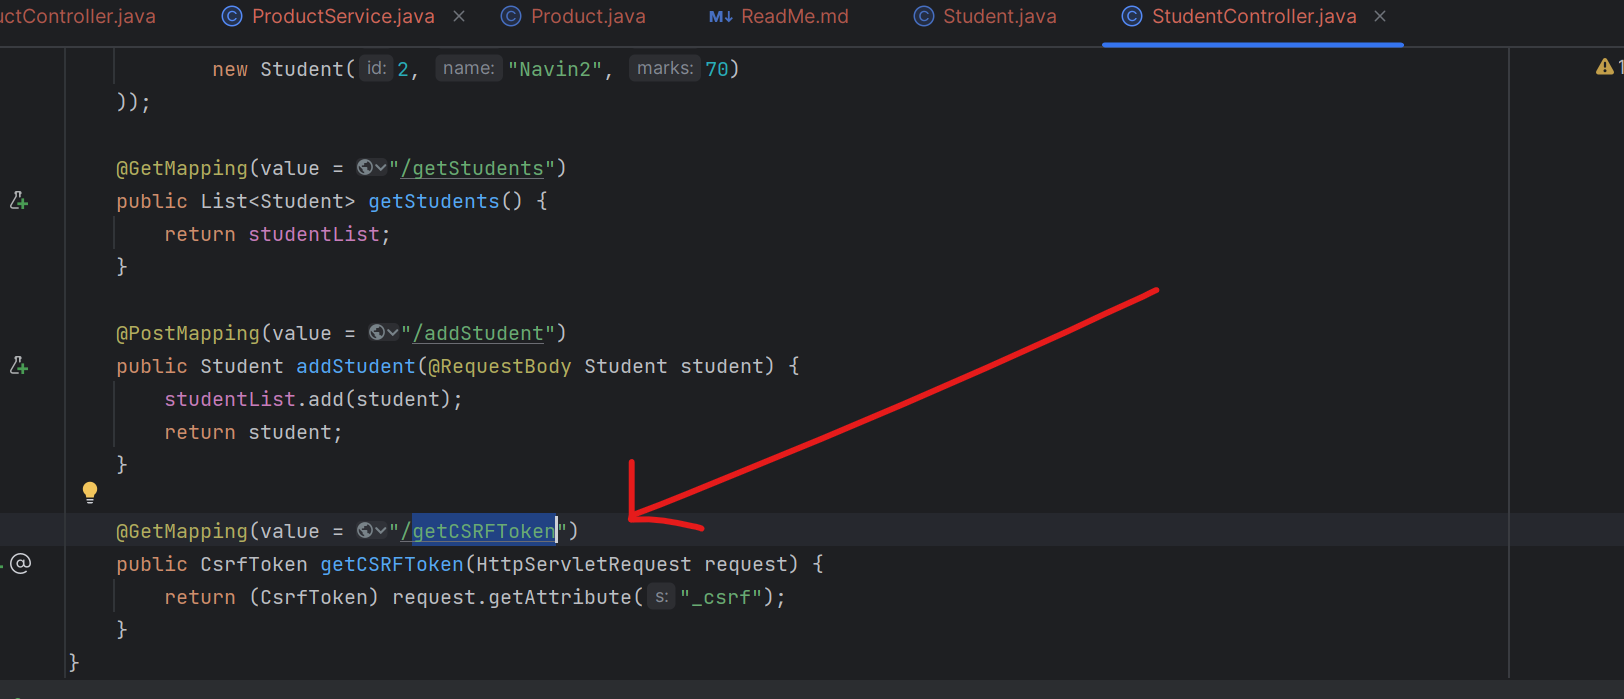 uctController.java ProductService.java Product.java ReadMe.md Student.java StudentController.java
new Student( id: 2, name: "Navin2", marks: 70)
));
@GetMapping(value = "/getStudents")
public List<Student> getStudents() {
return studentList;
}
@PostMapping(value = "/addStudent")
public Student addStudent(@RequestBody Student student) {
studentList.add(student);
return student;
}
@GetMapping(value = "/getCSRFToken")
public CsrfToken getCSRFToken(HttpServletRequest request) {
return (CsrfToken) request.getAttribute( s: "_csrf");
}
}